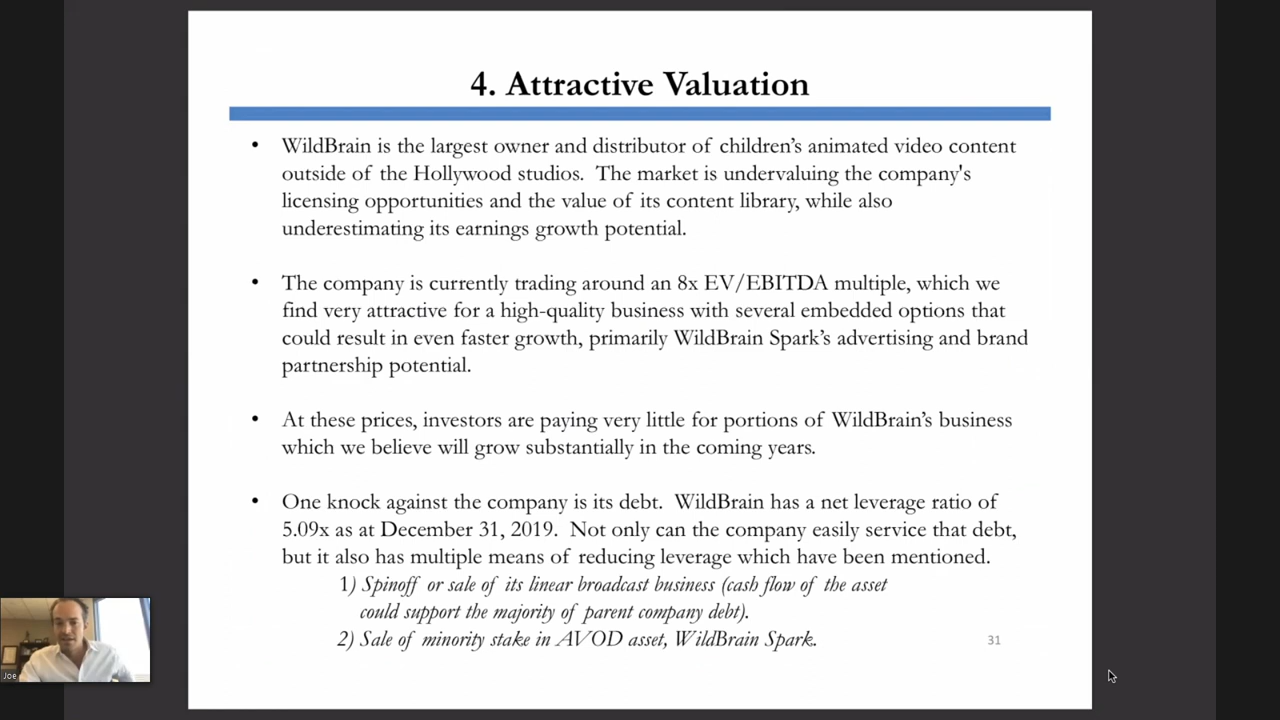 4. Attractive Valuation
• WildBrain is the largest owner and distributor of children’s animated video content
outside of the Hollywood studios. The market is undervaluing the company's
licensing opportunities and the value of its content library, while also
underestimating its earnings growth potential.
• The company is currently trading around an 8x EV/EBITDA multiple, which we
find very attractive for a high-quality business with several embedded options that
could result in even faster growth, primarily WildBrain Spark’s advertising and brand
partnership potential.
• At these prices, investors are paying very little for portions of WildBrain’s business
which we believe will grow substantially in the coming years.
• One knock against the company is its debt. WildBrain has a net leverage ratio of
5.09x as at December 31, 2019. Not only can the company easily service that debt,
but it also has multiple means of reducing leverage which have been mentioned.
1) Spinoff or sale of its linear broadcast business (cash flow of the asset
could support the majority of parent company debt).
2) Sale of minority stake in AVOD asset, WildBrain Spark.
31
Joe